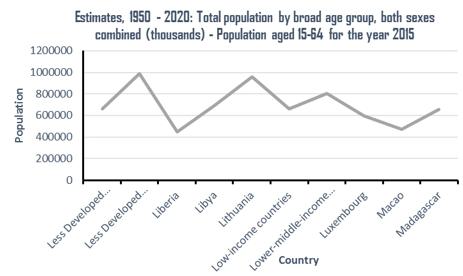 Estimates, 1950 - 2020: Total population by broad age group, both sexes
combined (thousands) - Population aged 15-64 for the year 2015
1200000
1000000
800000
600000
400000
200000
0
Population
Less Developed...
Less Developed...
Liberia
Libya
Lithuania
Low-income countries
Lower-middle-income...
Luxembourg
Macao
Madagascar
Country